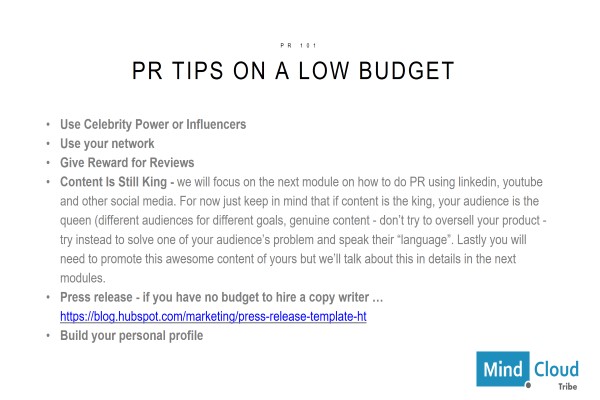 PR 101
PR TIPS ON A LOW BUDGET
• Use Celebrity Power or Influencers
• Use your network
• Give Reward for Reviews
• Content Is Still King - we will focus on the next module on how to do PR using linkedin, youtube
and other social media. For now just keep in mind that if content is the king, your audience is the
queen (different audiences for different goals, genuine content - don't try to oversell your product -
try instead to solve one of your audience's problem and speak their “language”. Lastly you will
need to promote this awesome content of yours but we'll talk about this in details in the next
modules.
• Press release - if you have no budget to hire a copy writer …
https://blog.hubspot.com/marketing/press-release-template-ht
• Build your personal profile
Mind.Cloud
Tribe